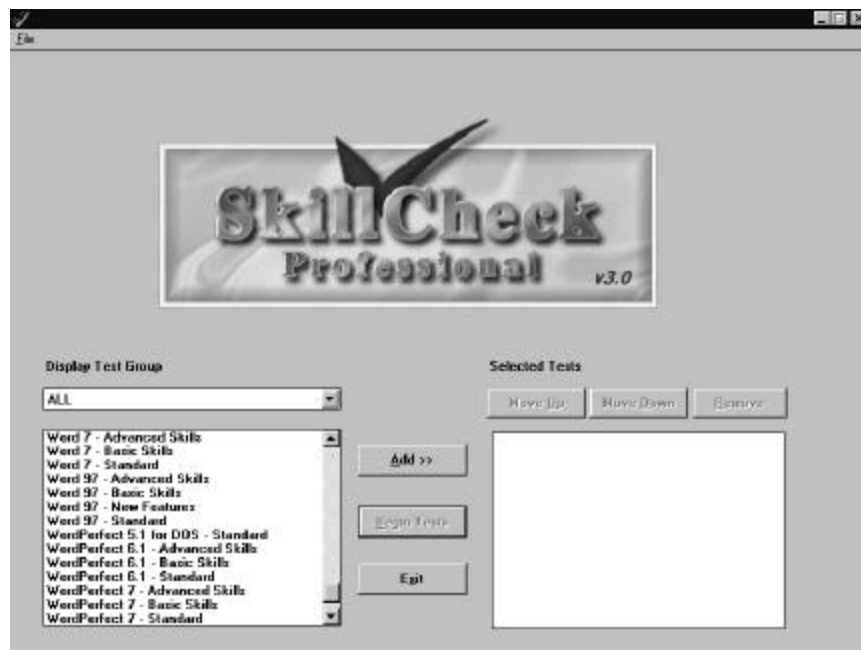 File
SkillCheck
Professional
v3.0
Display Test Group
Selected Tests
ALL
Move Up
Move Down
Remove
Word 7 - Advanced Skills
Word 7 - Basic Skills
Word 7 - Standard
Word 97 - Advanced Skills
Word 97 - Basic Skills
Word 97 - New Features
Word 97 - Standard
WordPerfect 5.1 for DOS - Standard
WordPerfect 6.1 - Advanced Skills
WordPerfect 6.1 - Basic Skills
WordPerfect 6.1 - Standard
WordPerfect 7 - Advanced Skills
WordPerfect 7 - Basic Skills
WordPerfect 7 - Standard
Add >>
Begin Tests
Exit